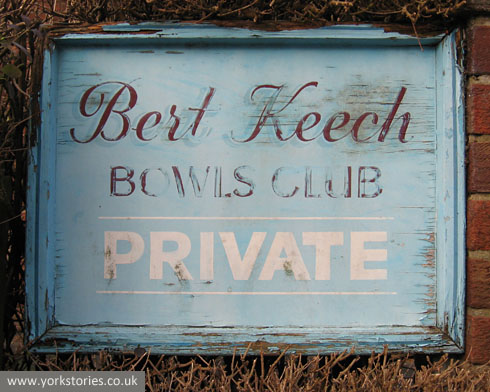 Bert Keech
BOWLS CLUB
PRIVATE
www.yorkstories.co.uk